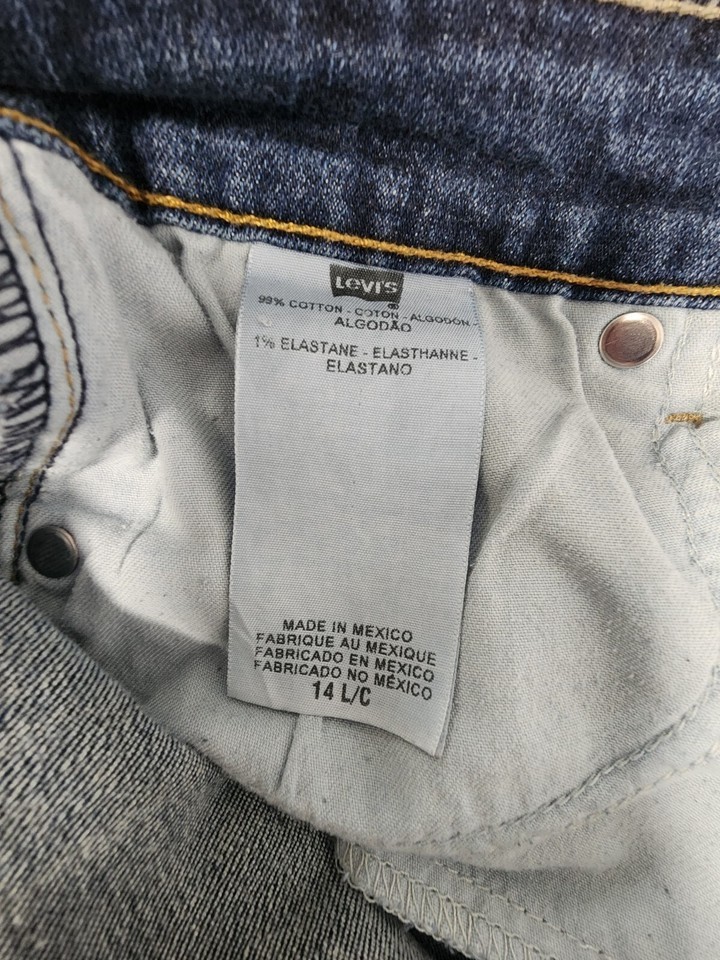 LEVI'S
®
99% COTTON - COTON - ALGODÓN -
ALGODÃO
1% ELASTANE - ELASTHANNE -
ELASTANO
MADE IN MEXICO
FABRIQUE AU MEXIQUE
FABRICADO EN MÉXICO
FABRICADO NO MÉXICO
14 L/C